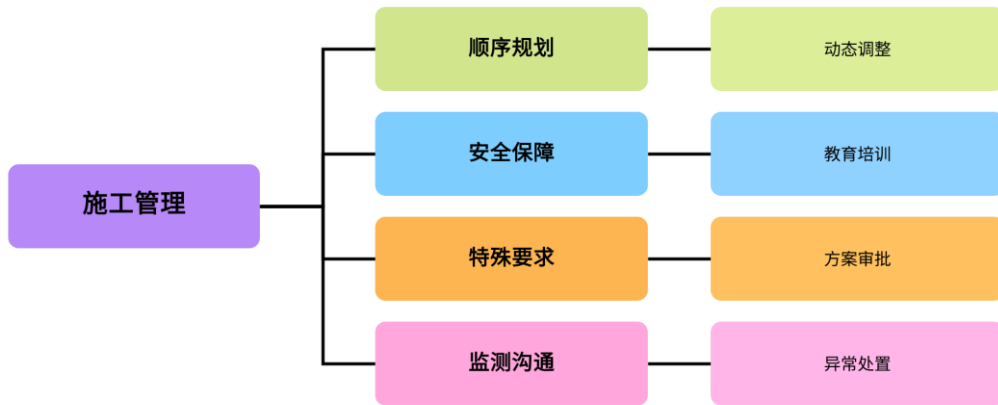 施工管理
顺序规划
动态调整
安全保障
教育培训
特殊要求
方案审批
监测沟通
异常处置